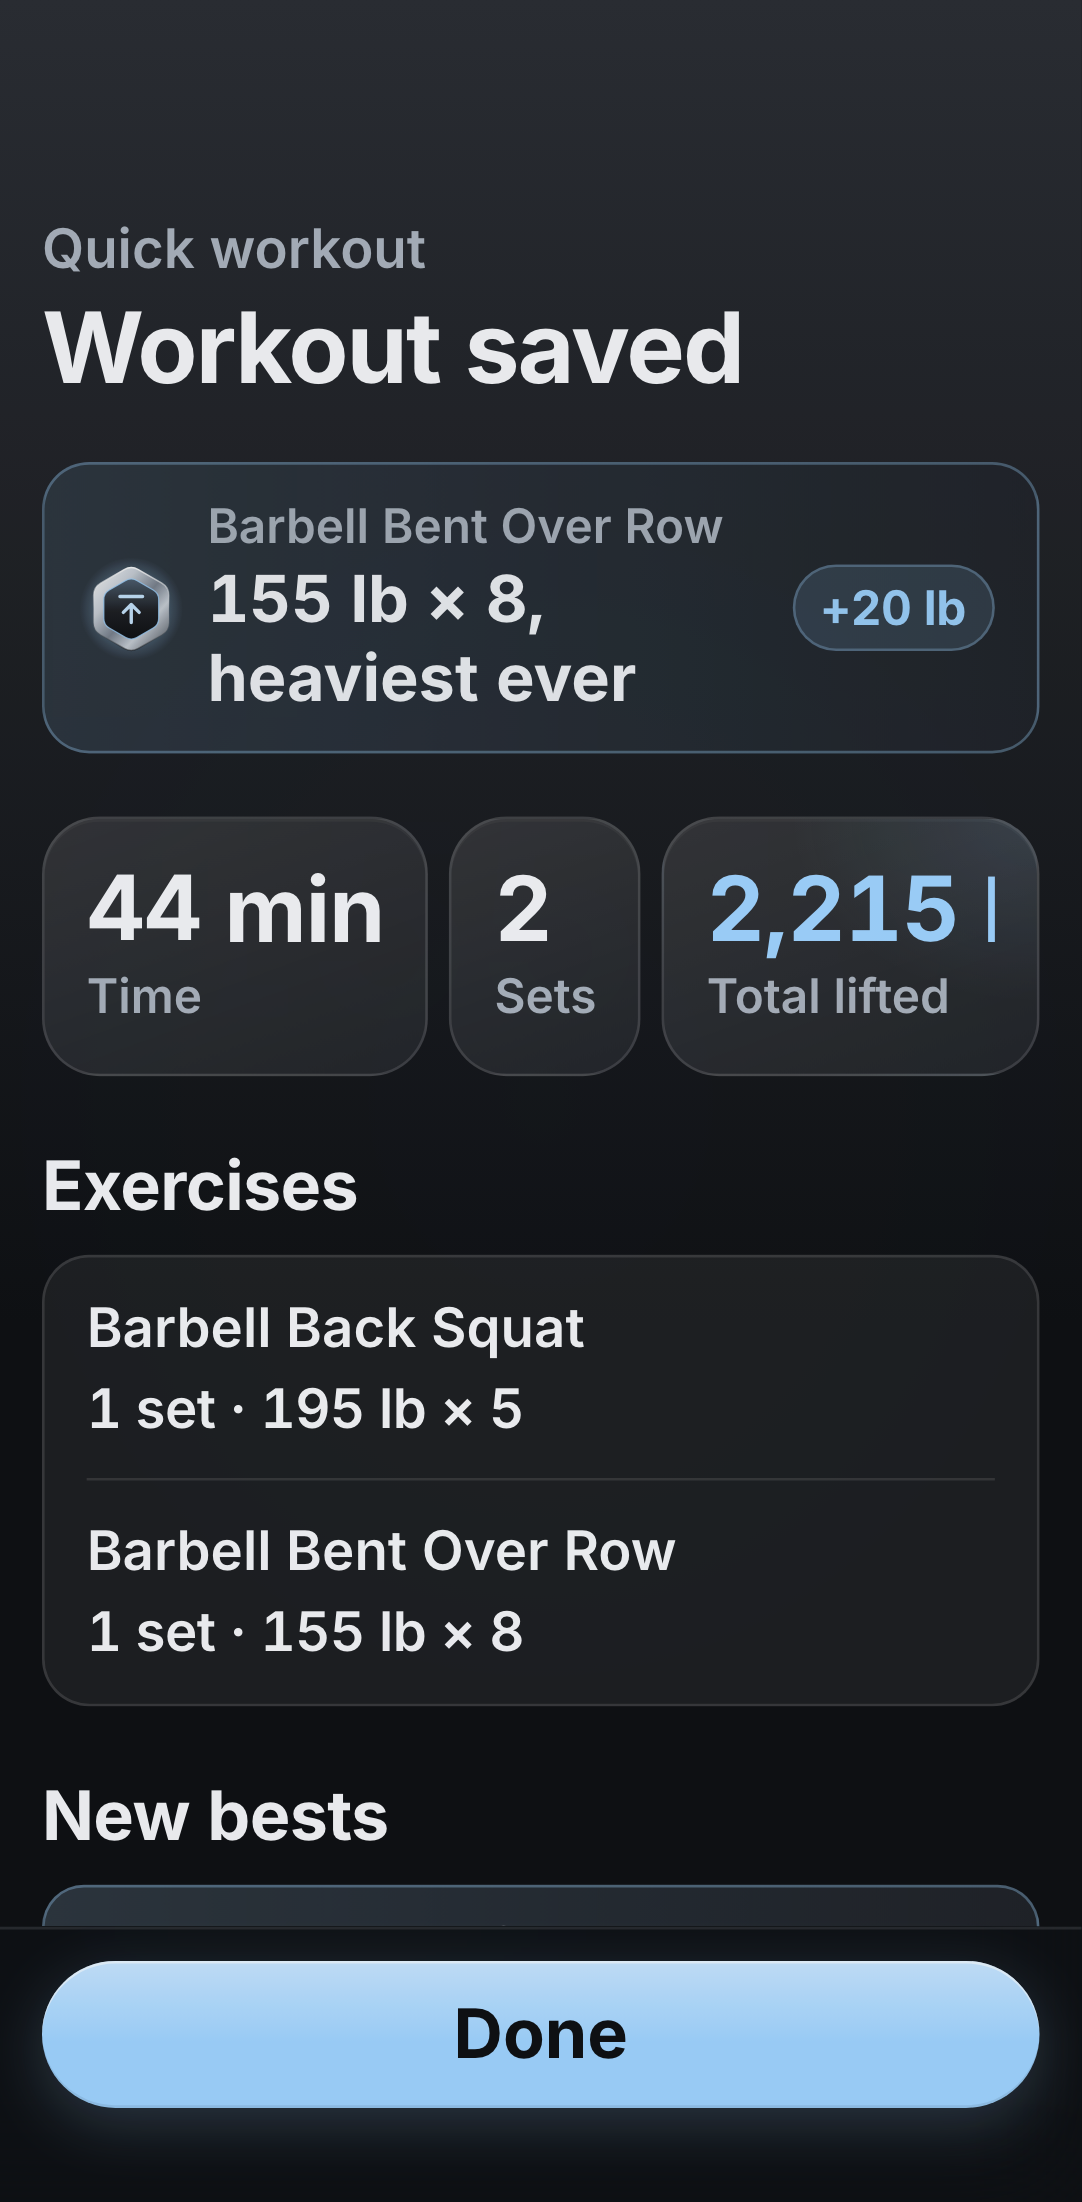 Quick workout
Workout saved
Barbell Bent Over Row
155 lb × 8,
heaviest ever
+20 lb
44 min
Time
2
Sets
2,215 l
Total lifted
Exercises
Barbell Back Squat
1 set · 195 lb × 5
Barbell Bent Over Row
1 set · 155 lb × 8
New bests
Done